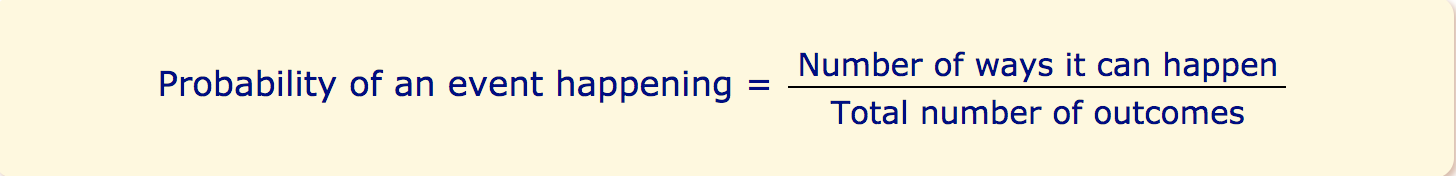 Probability of an event happening = Number of ways it can happen
Total number of outcomes